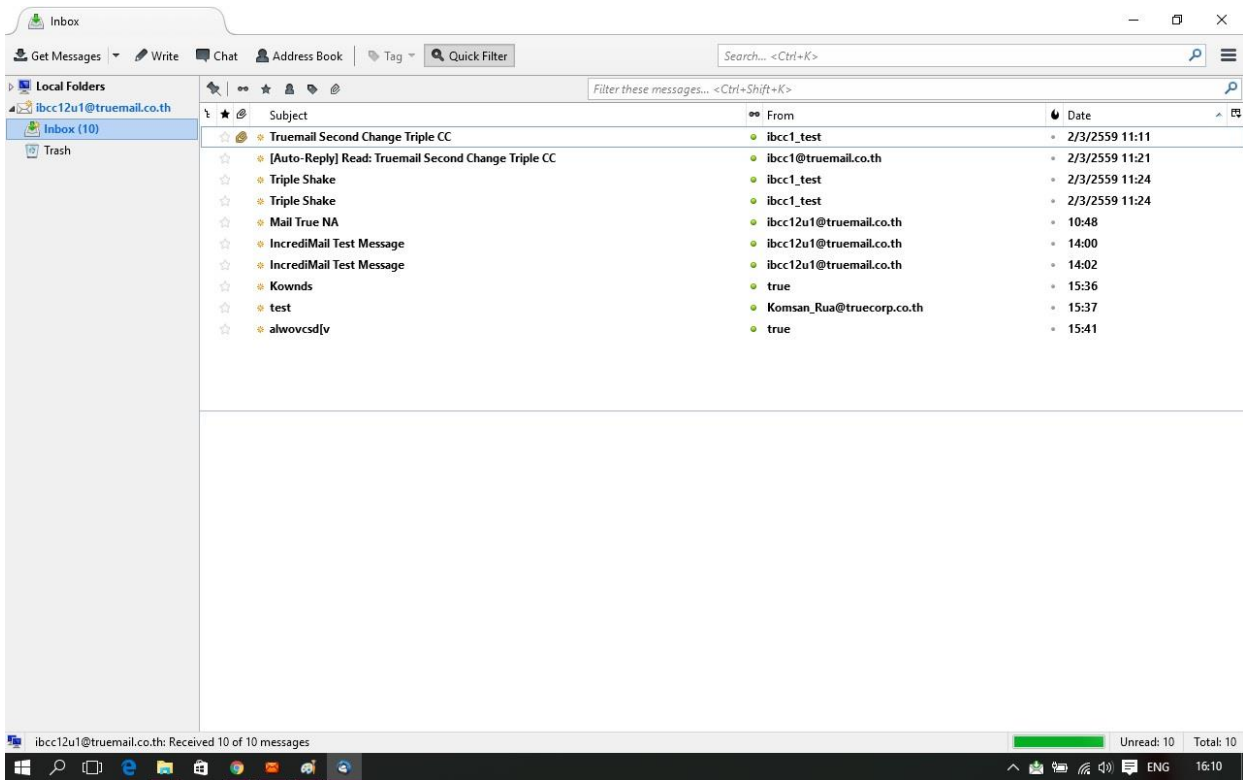 Inbox
Get Messages Write Chat Address Book Tag Quick Filter Search... <Ctrl+K>
Local Folders
ibcc12u1@truemail.co.th
Inbox (10)
Trash
Filter these messages... <Ctrl+Shift+K>
Subject From Date
Truemail Second Change Triple CC ibcc1_test 2/3/2559 11:11
[Auto-Reply] Read: Truemail Second Change Triple CC ibcc1@truemail.co.th 2/3/2559 11:21
Triple Shake ibcc1_test 2/3/2559 11:24
Triple Shake ibcc1_test 2/3/2559 11:24
Mail True NA ibcc12u1@truemail.co.th 10:48
IncrediMail Test Message ibcc12u1@truemail.co.th 14:00
IncrediMail Test Message ibcc12u1@truemail.co.th 14:02
Kownds true 15:36
test Komsan_Rua@truecorp.co.th 15:37
alwovcsd[v true 15:41
ibcc12u1@truemail.co.th: Received 10 of 10 messages Unread: 10 Total: 10
ENG 16:10